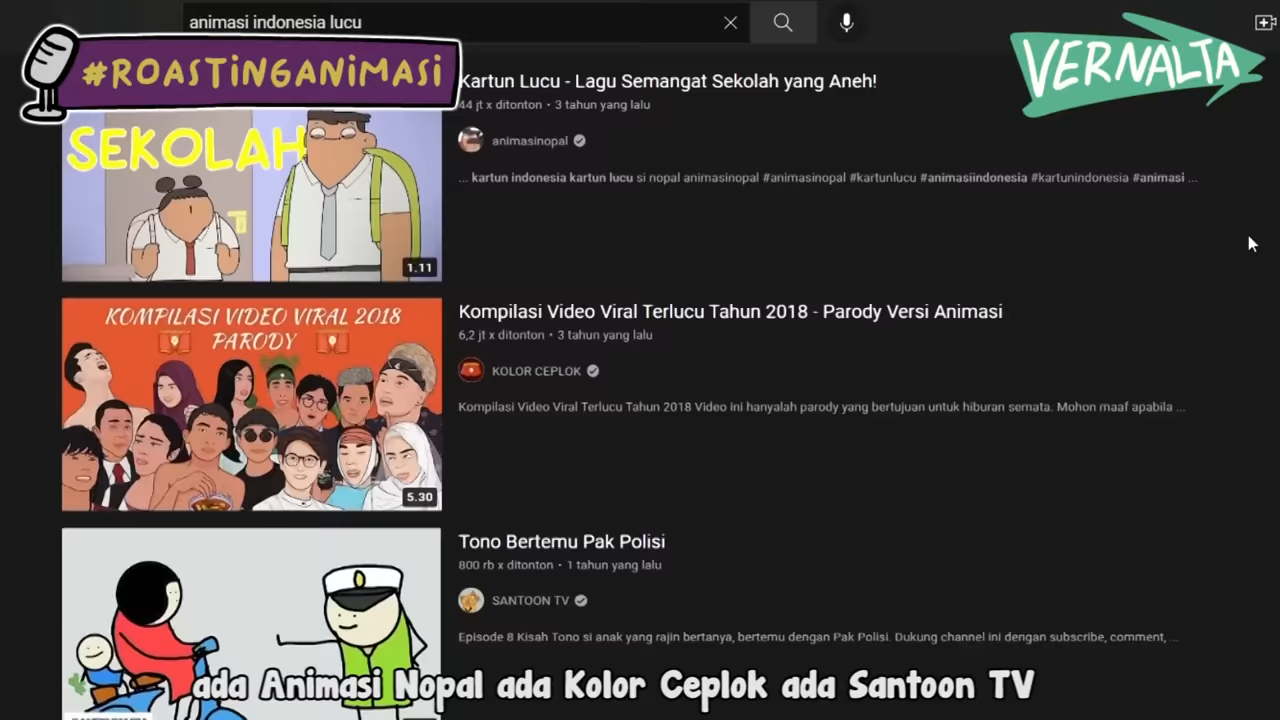 animasi indonesia lucu
#ROASTINGANIMASI
VERNALTA
Kartun Lucu - Lagu Semangat Sekolah yang Aneh!
44 jt x ditonton • 3 tahun yang lalu
SEKOLAH
animasinopal
... kartun indonesia kartun lucu si nopal animasinopal #animasinopal #kartunlucu #animasiindonesia #kartunindonesia #animasi ...
1.11
KOMPILASI VIDEO VIRAL 2018
PARODY
Kompilasi Video Viral Terlucu Tahun 2018 - Parody Versi Animasi
6,2 jt x ditonton • 3 tahun yang lalu
KOLOR CEPLOK
Kompilasi Video Viral Terlucu Tahun 2018 Video ini hanyalah parody yang bertujuan untuk hiburan semata. Mohon maaf apabila ...
5.30
Tono Bertemu Pak Polisi
800 rb x ditonton • 1 tahun yang lalu
SANTOON TV
Episode 8 Kisah Tono si anak yang rajin bertanya, bertemu dengan Pak Polisi. Dukung channel ini dengan subscribe, comment, ...
ada Animasi Nopal ada Kolor Ceplok ada Santoon TV